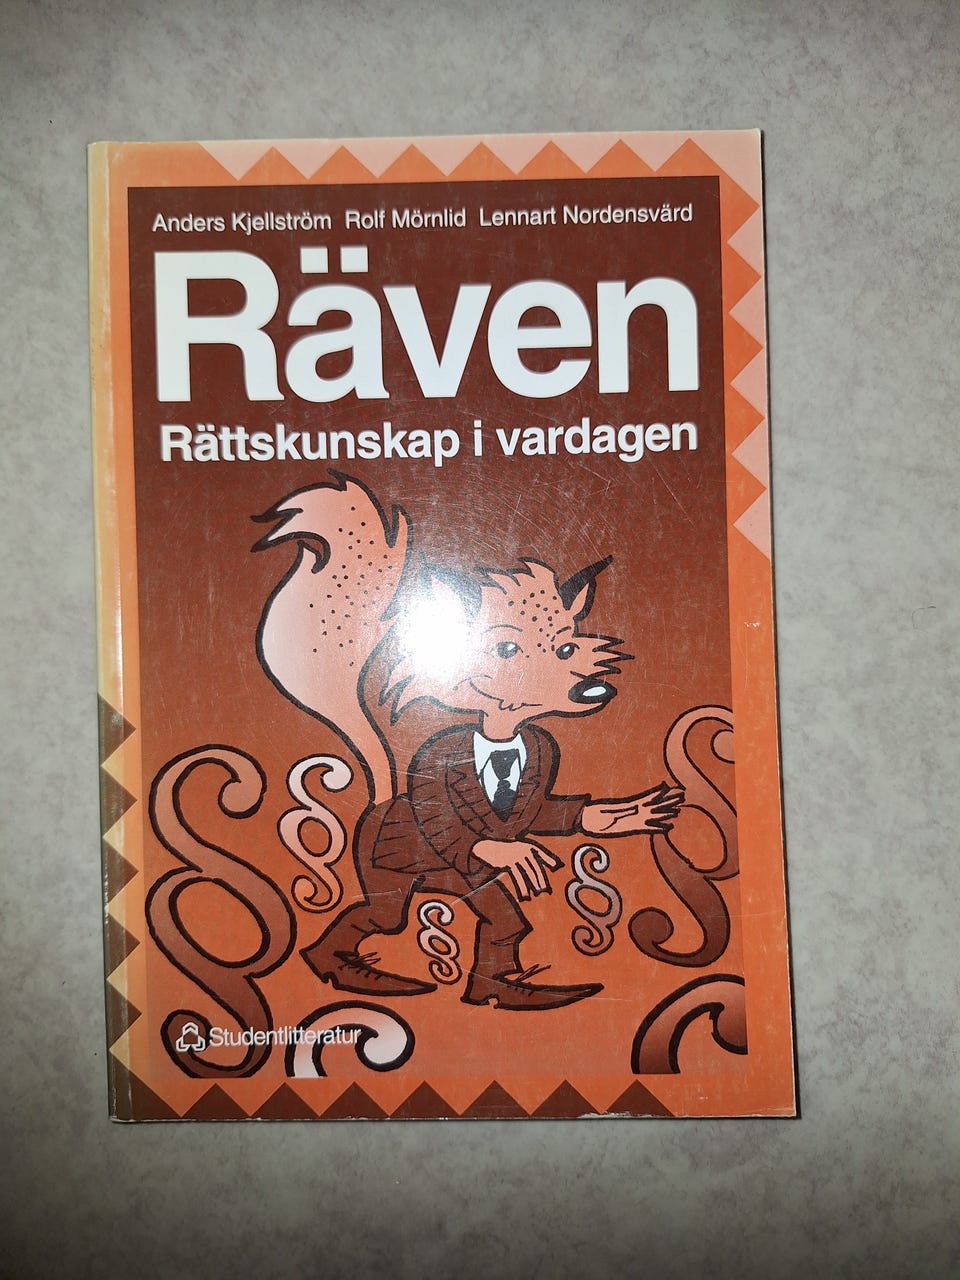 Anders Kjellström Rolf Mörnlid Lennart Nordensvärd
Räven
Rättskunskap i vardagen
§
§
§
§
§
Studentlitteratur